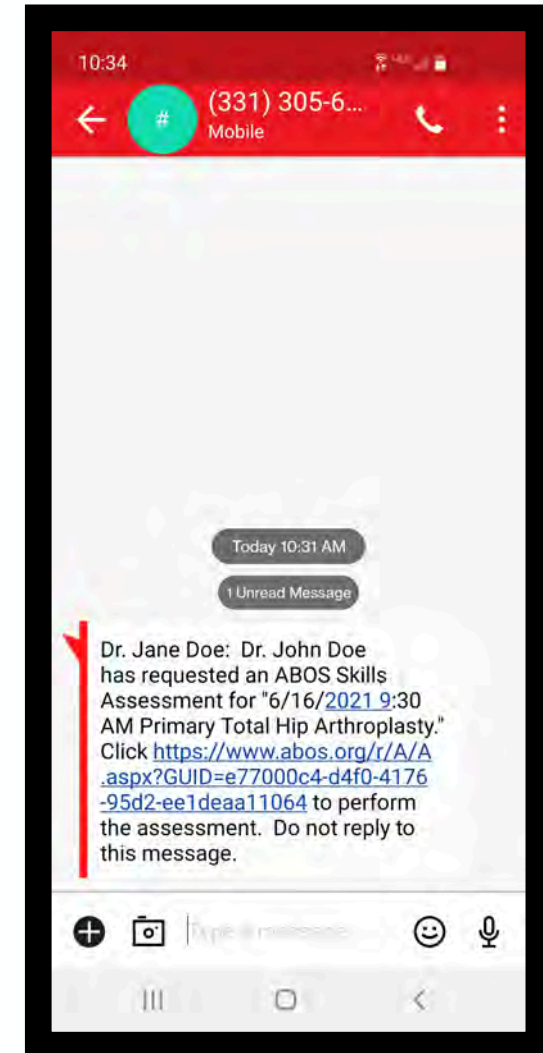 10:34
#
(331) 305-6...
Mobile
Today 10:31 AM
1 Unread Message
Dr. Jane Doe: Dr. John Doe
has requested an ABOS Skills
Assessment for "6/16/2021 9:30
AM Primary Total Hip Arthroplasty."
Click https://www.abos.org/r/A/A
.aspx?GUID=e77000c4-d4f0-4176
-95d2-ee1deaa11064 to perform
the assessment. Do not reply to
this message.
Type a message